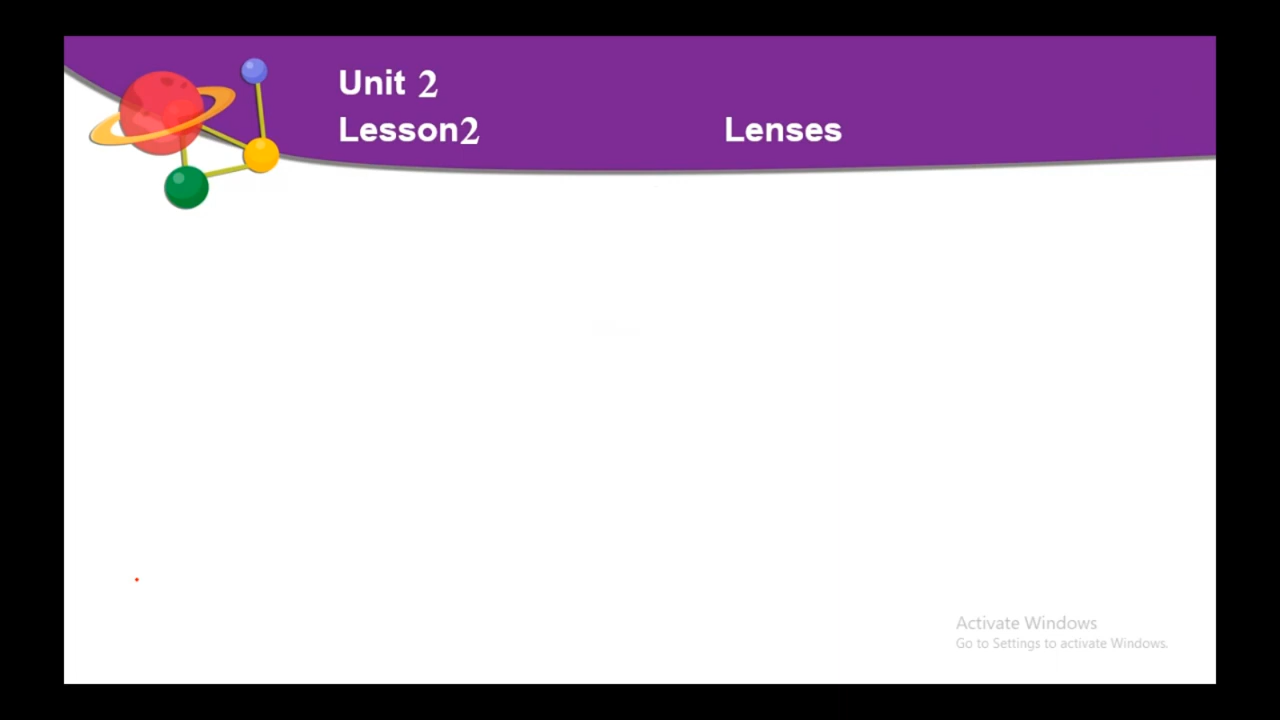 Unit 2
Lesson2 Lenses
Activate Windows
Go to Settings to activate Windows.